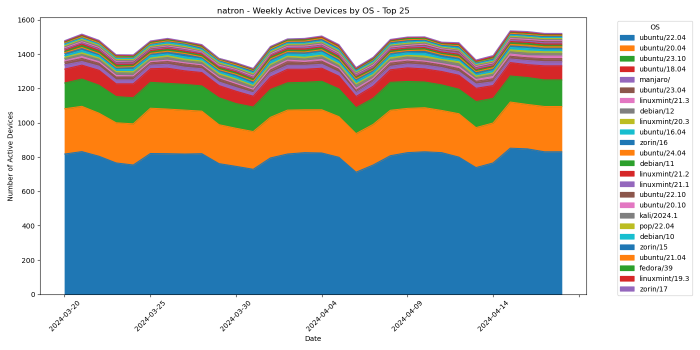 natron - Weekly Active Devices by OS - Top 25
Number of Active Devices
1600
1400
1200
1000
800
600
400
200
0
2024-03-20
2024-03-25
2024-03-30
2024-04-04
2024-04-09
2024-04-14
Date
OS
ubuntu/22.04
ubuntu/20.04
ubuntu/23.10
ubuntu/18.04
manjaro/
ubuntu/23.04
linuxmint/21.3
debian/12
linuxmint/20.3
ubuntu/16.04
zorin/16
ubuntu/24.04
debian/11
linuxmint/21.2
linuxmint/21.1
ubuntu/22.10
ubuntu/20.10
kali/2024.1
pop/22.04
debian/10
zorin/15
ubuntu/21.04
fedora/39
linuxmint/19.3
zorin/17